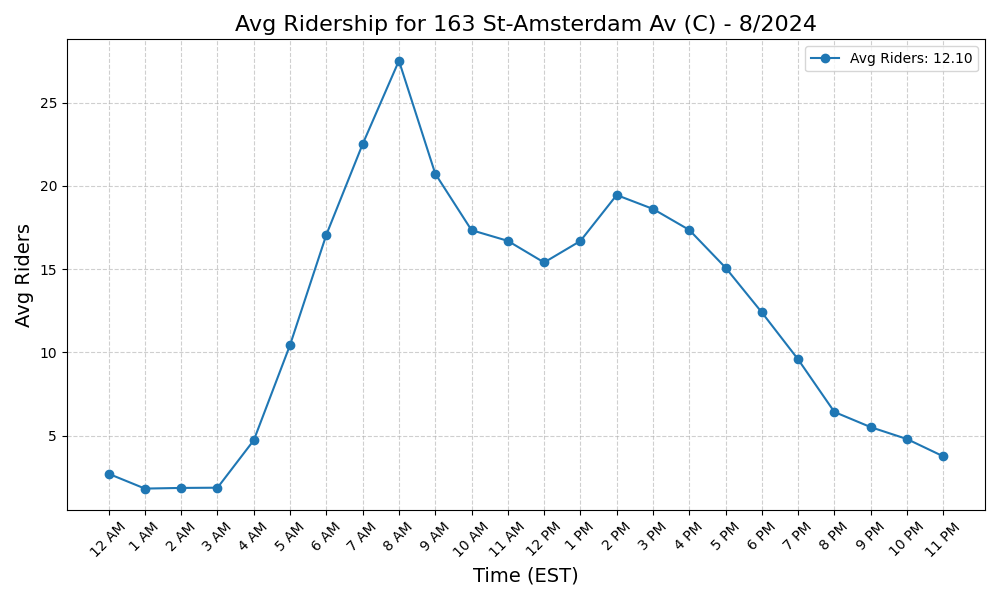 Avg Ridership for 163 St-Amsterdam Av (C) - 8/2024
Avg Riders: 12.10
Avg Riders
25
20
15
10
5
12 AM
1 AM
2 AM
3 AM
4 AM
5 AM
6 AM
7 AM
8 AM
9 AM
10 AM
11 AM
12 PM
1 PM
2 PM
3 PM
4 PM
5 PM
6 PM
7 PM
8 PM
9 PM
10 PM
11 PM
Time (EST)